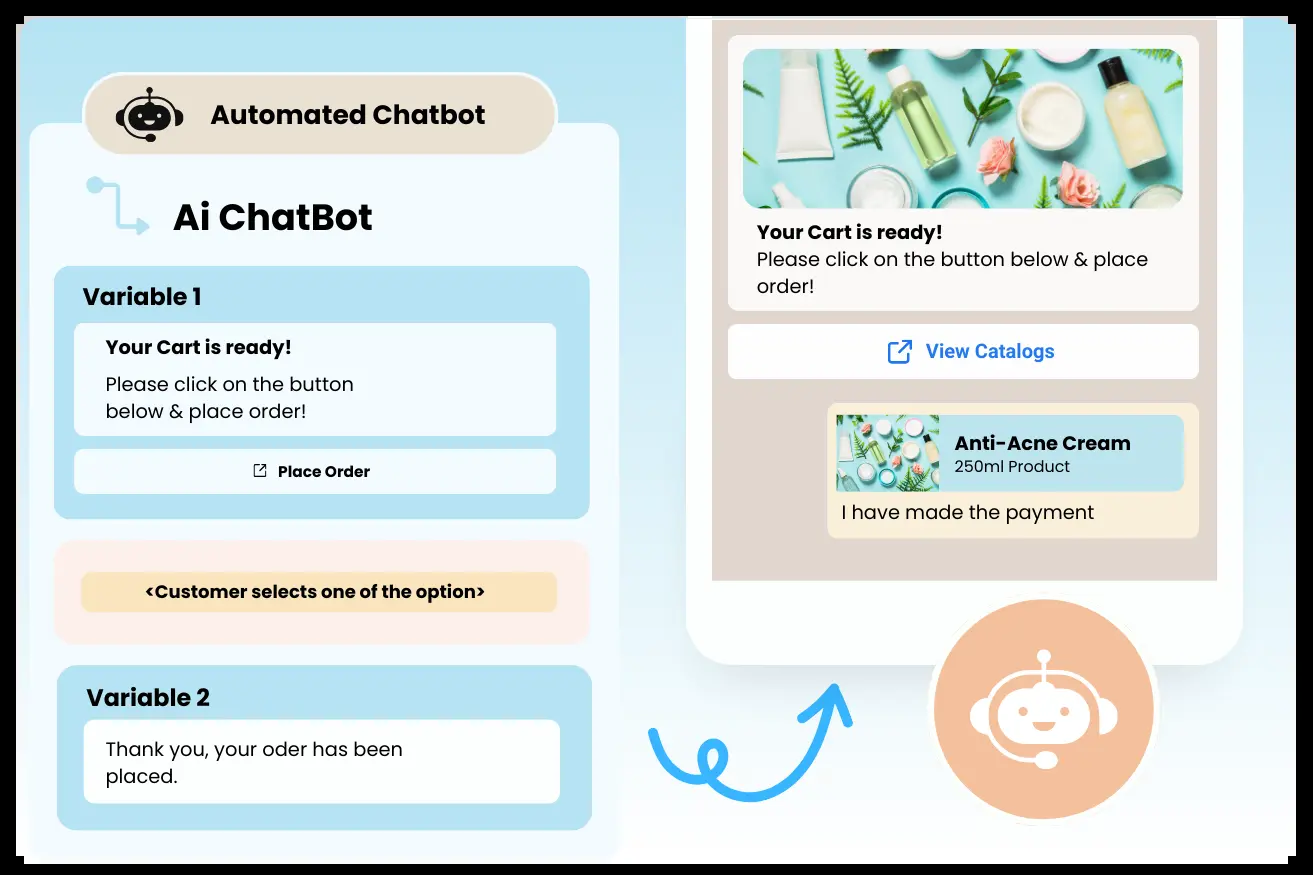 Automated Chatbot
Ai ChatBot
Variable 1
Your Cart is ready!
Please click on the button
below & place order!
Place Order
<Customer selects one of the option>
Variable 2
Thank you, your oder has been
placed.
Your Cart is ready!
Please click on the button below & place
order!
View Catalogs
Anti-Acne Cream
250ml Product
I have made the payment